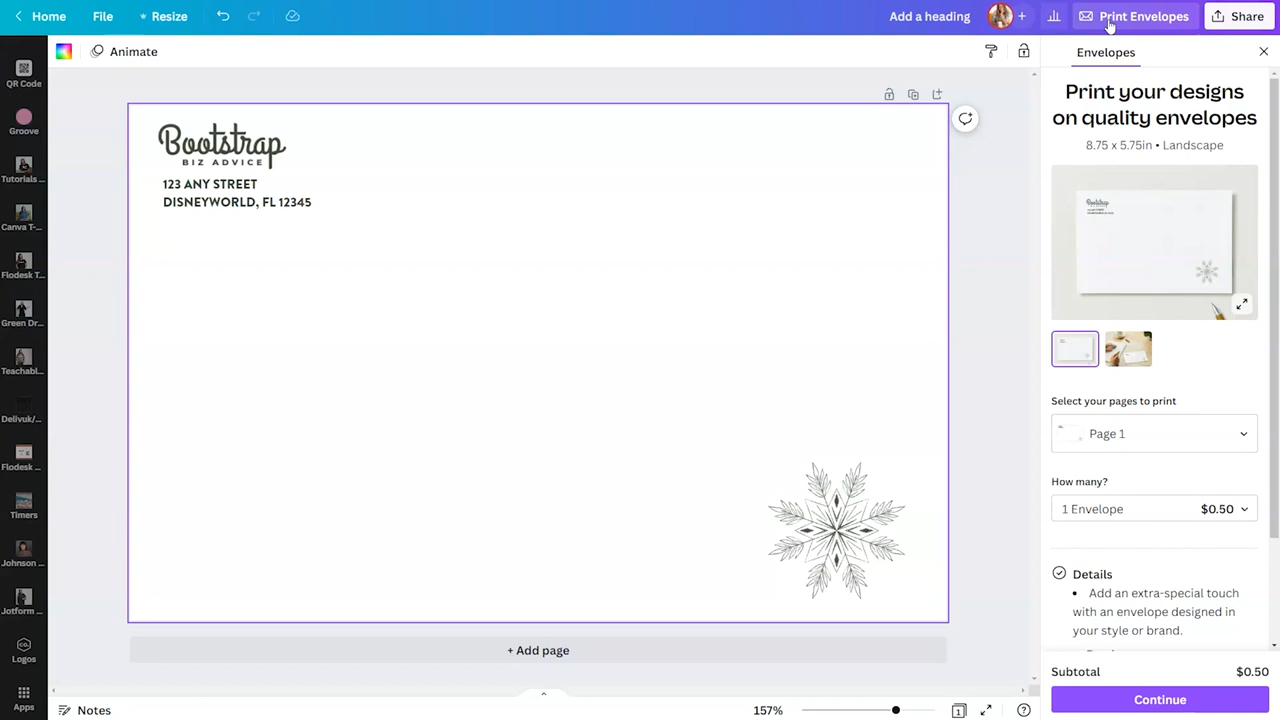 Home
File
Resize
Add a heading
Print Envelopes
Share
Animate
QR Code
Groove
Tutorials ...
Canva T-...
Flodesk T...
Green Dr...
Teachabl...
Delivuk/...
Flodesk ...
Timers
Johnson ...
Jotform ...
CO.
Logos
Apps
Bootstrap
BIZ ADVICE
123 ANY STREET
DISNEYWORLD, FL 12345
+ Add page
Notes
157%
1
Envelopes
Print your designs
on quality envelopes
8.75 x 5.75in • Landscape
Select your pages to print
Page 1
How many?
1 Envelope $0.50
Details
• Add an extra-special touch
with an envelope designed in
your style or brand.
Subtotal $0.50
Continue